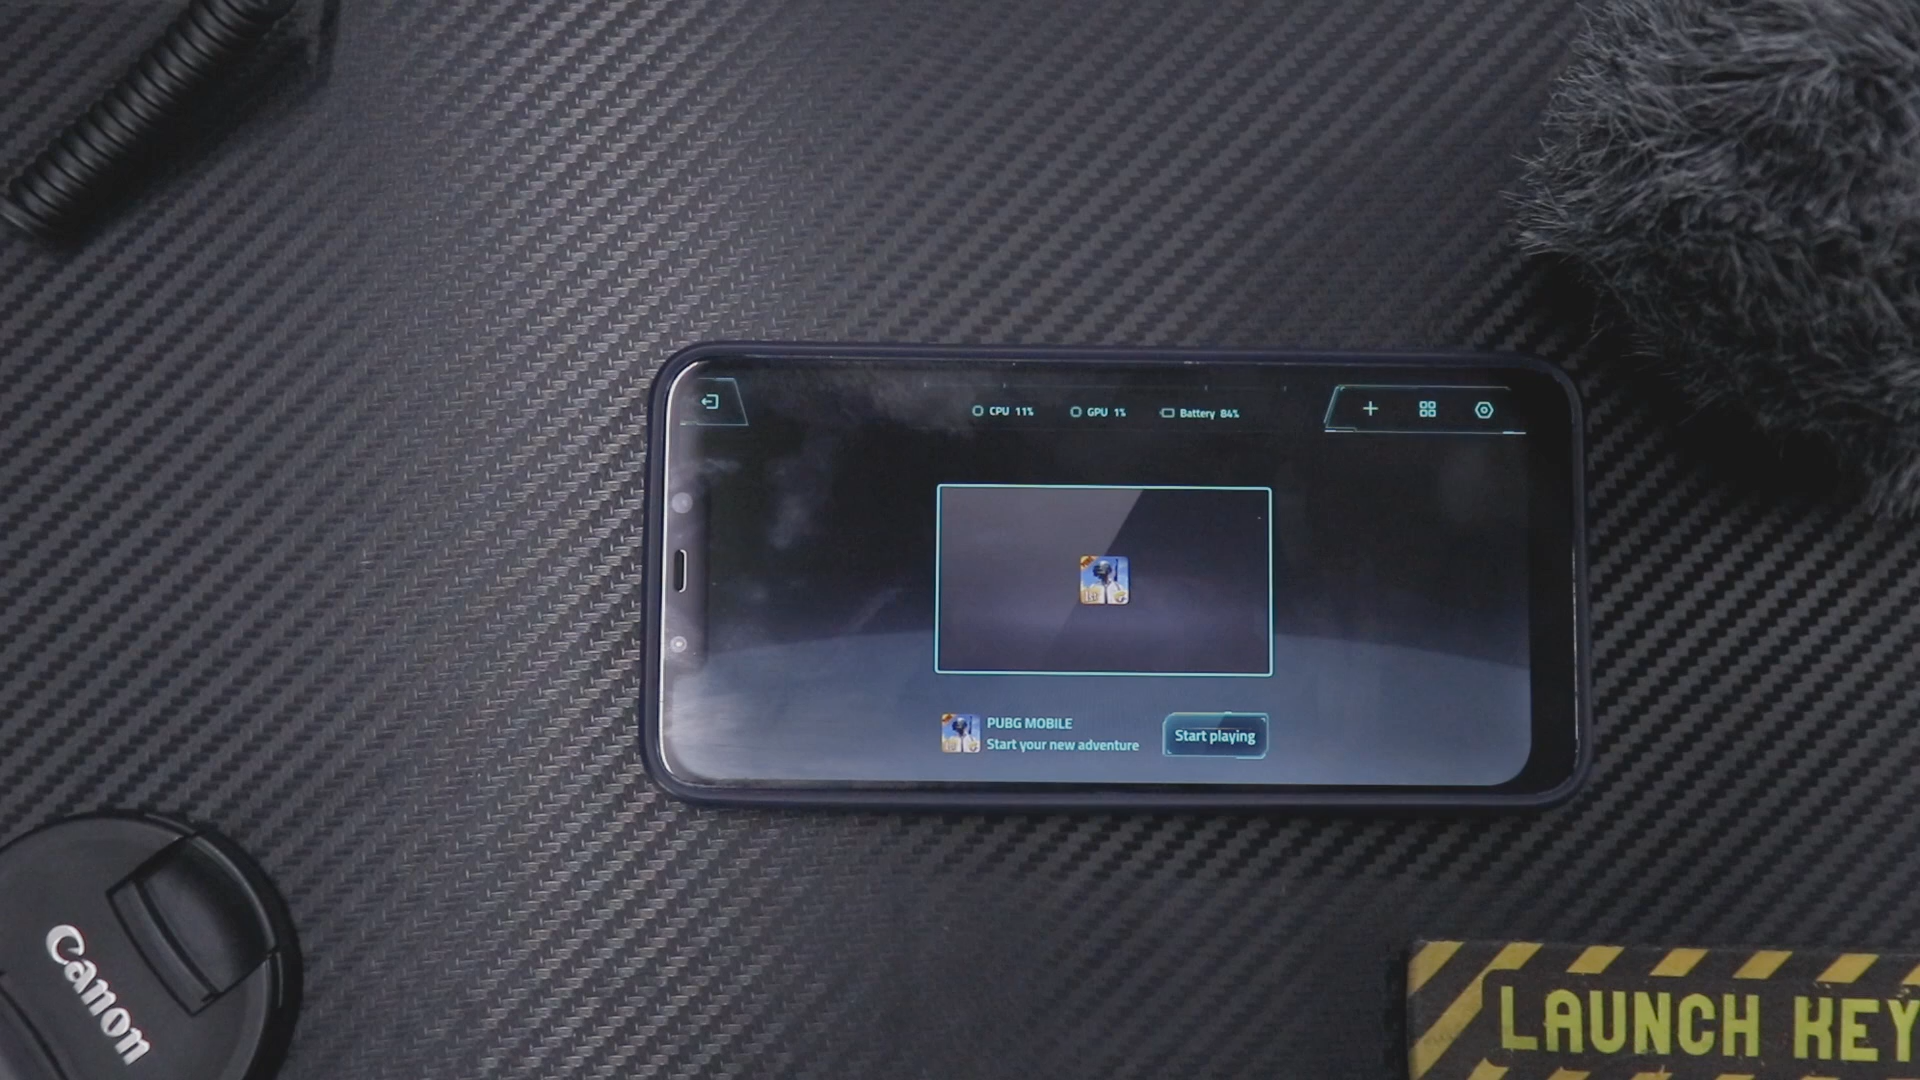 CPU 11%
GPU 1%
Battery 84%
PUBG MOBILE
Start your new adventure
Start playing
Canon
LAUNCH KEY